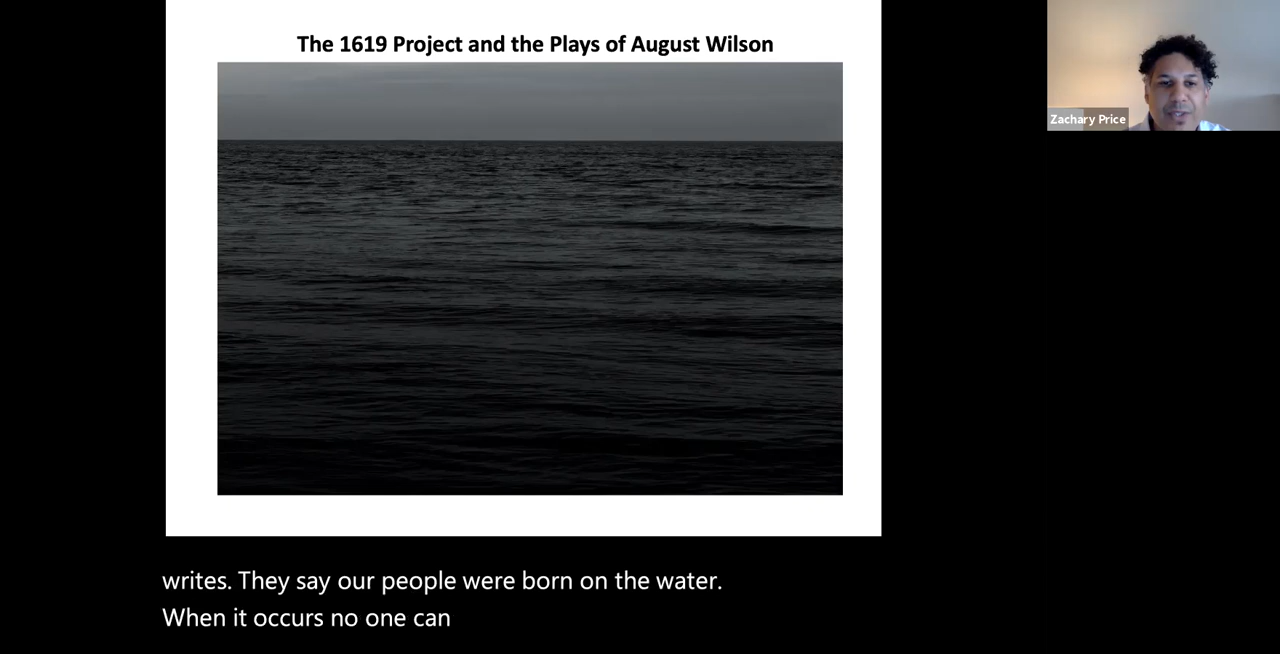 The 1619 Project and the Plays of August Wilson
Zachary Price
writes. They say our people were born on the water.
When it occurs no one can